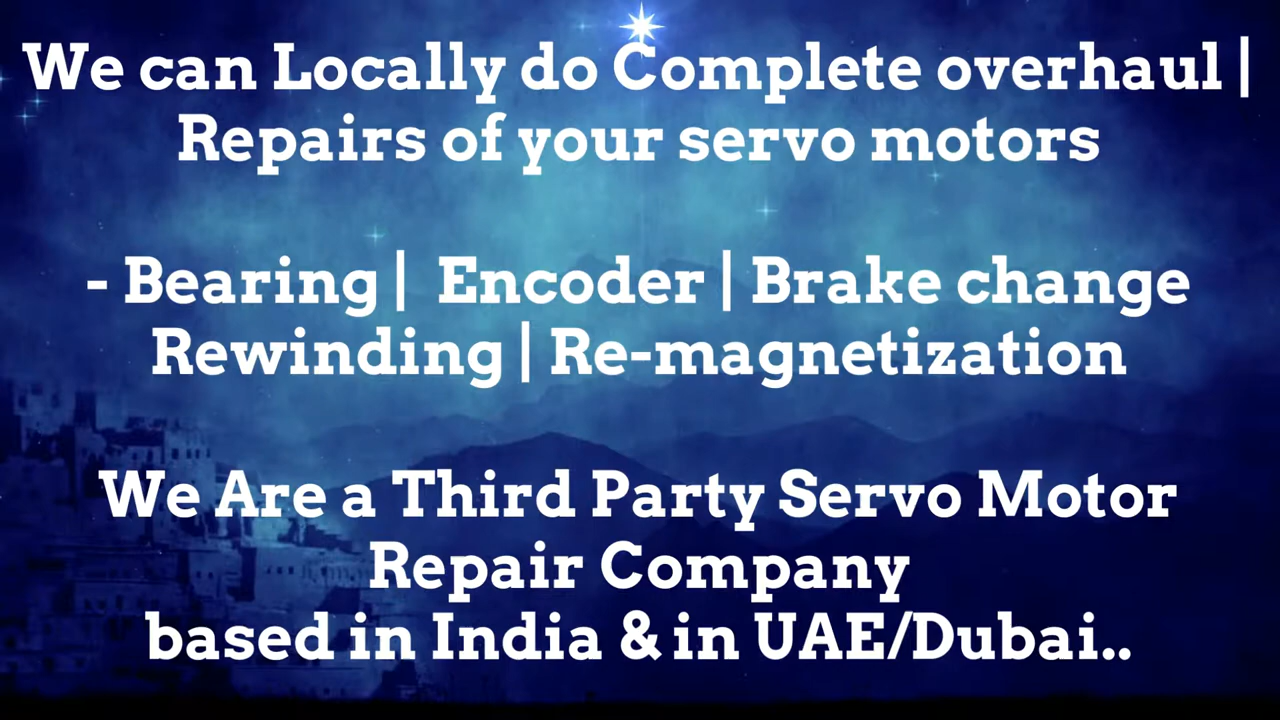 We can Locally do Complete overhaul |
Repairs of your servo motors
- Bearing | Encoder | Brake change
Rewinding | Re-magnetization
We Are a Third Party Servo Motor
Repair Company
based in India & in UAE/Dubai..